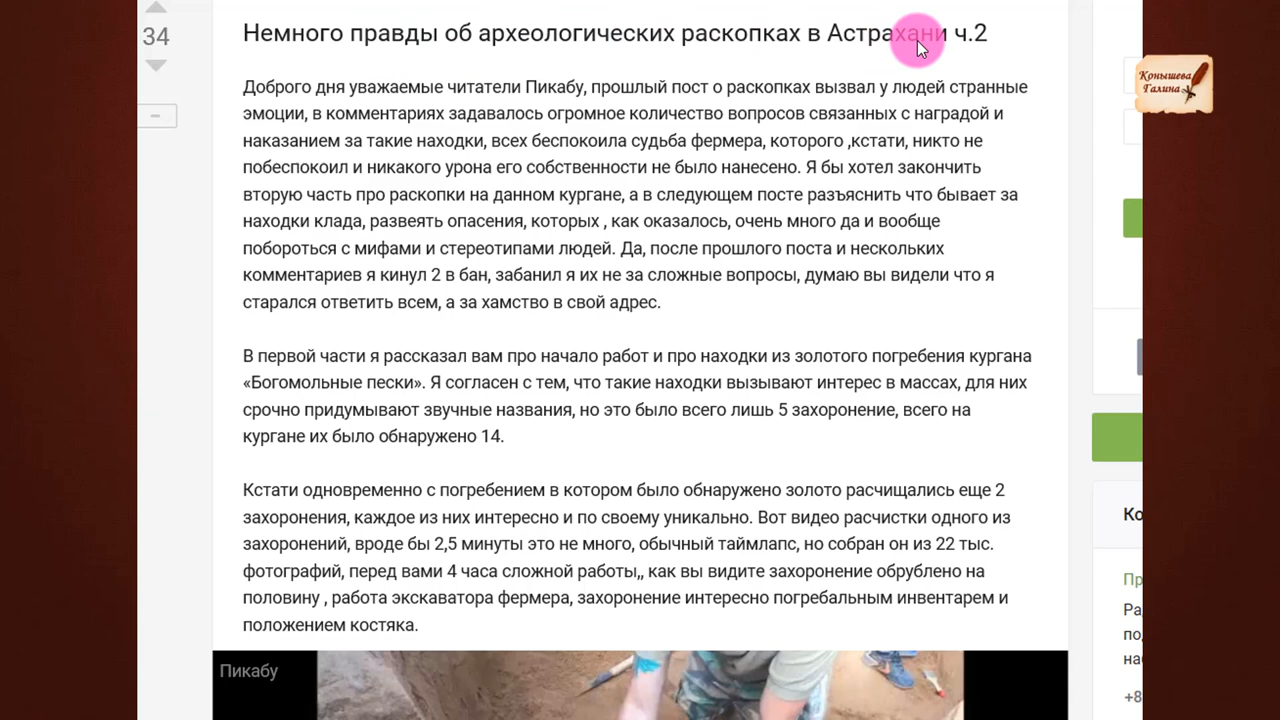 34
Немного правды об археологических раскопках в Астрахани ч.2
Конышева
Галина
Доброго дня уважаемые читатели Пикабу, прошлый пост о раскопках вызвал у людей странные
эмоции, в комментариях задавалось огромное количество вопросов связанных с наградой и
наказанием за такие находки, всех беспокоила судьба фермера, которого ,кстати, никто не
побеспокоил и никакого урона его собственности не было нанесено. Я бы хотел закончить
вторую часть про раскопки на данном кургане, а в следующем посте разъяснить что бывает за
находки клада, развеять опасения, которых , как оказалось, очень много да и вообще
побороться с мифами и стереотипами людей. Да, после прошлого поста и нескольких
комментариев я кинул 2 в бан, забанил я их не за сложные вопросы, думаю вы видели что я
старался ответить всем, а за хамство в свой адрес.
В первой части я рассказал вам про начало работ и про находки из золотого погребения кургана
«Богомольные пески». Я согласен с тем, что такие находки вызывают интерес в массах, для них
срочно придумывают звучные названия, но это было всего лишь 5 захоронение, всего на
кургане их было обнаружено 14.
Кстати одновременно с погребением в котором было обнаружено золото расчищались еще 2
захоронения, каждое из них интересно и по своему уникально. Вот видео расчистки одного из
захоронений, вроде бы 2,5 минуты это не много, обычный таймлапс, но собран он из 22 тыс.
фотографий, перед вами 4 часа сложной работы,, как вы видите захоронение обрублено на
половину , работа экскаватора фермера, захоронение интересно погребальным инвентарем и
положением костяка.
Пикабу
Ко
Пр
Ра
по
на
+8